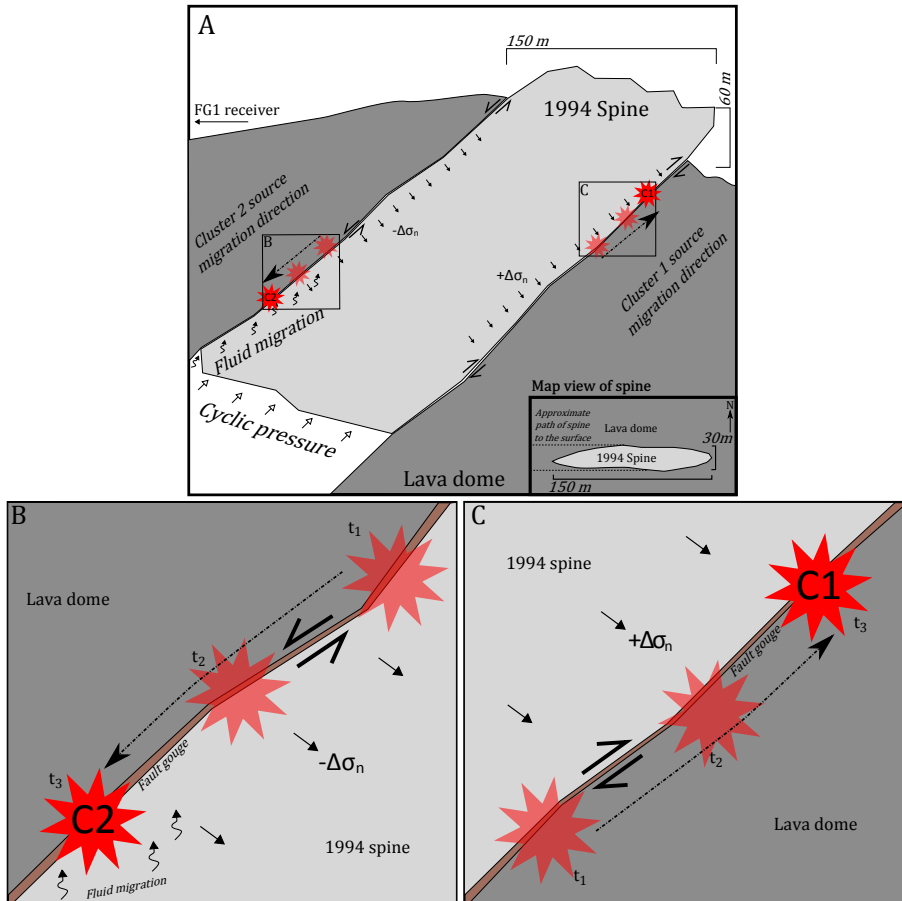 A
150 m
60 m
1994 Spine
FG1 receiver
Cluster 2 source
migration direction
C
C1
B
-Δσn
+Δσn
C2
Cluster 1 source
migration direction
Fluid migration
Cyclic pressure
Lava dome
Map view of spine
N
Approximate
path of spine
to the surface
Lava dome
30m
1994 Spine
150 m
B
t1
Lava dome
t2
-Δσn
t3
Fault gouge
C2
1994 spine
Fluid migration
C
1994 spine
C1
+Δσn
t3
Fault gouge
t2
Lava dome
t1